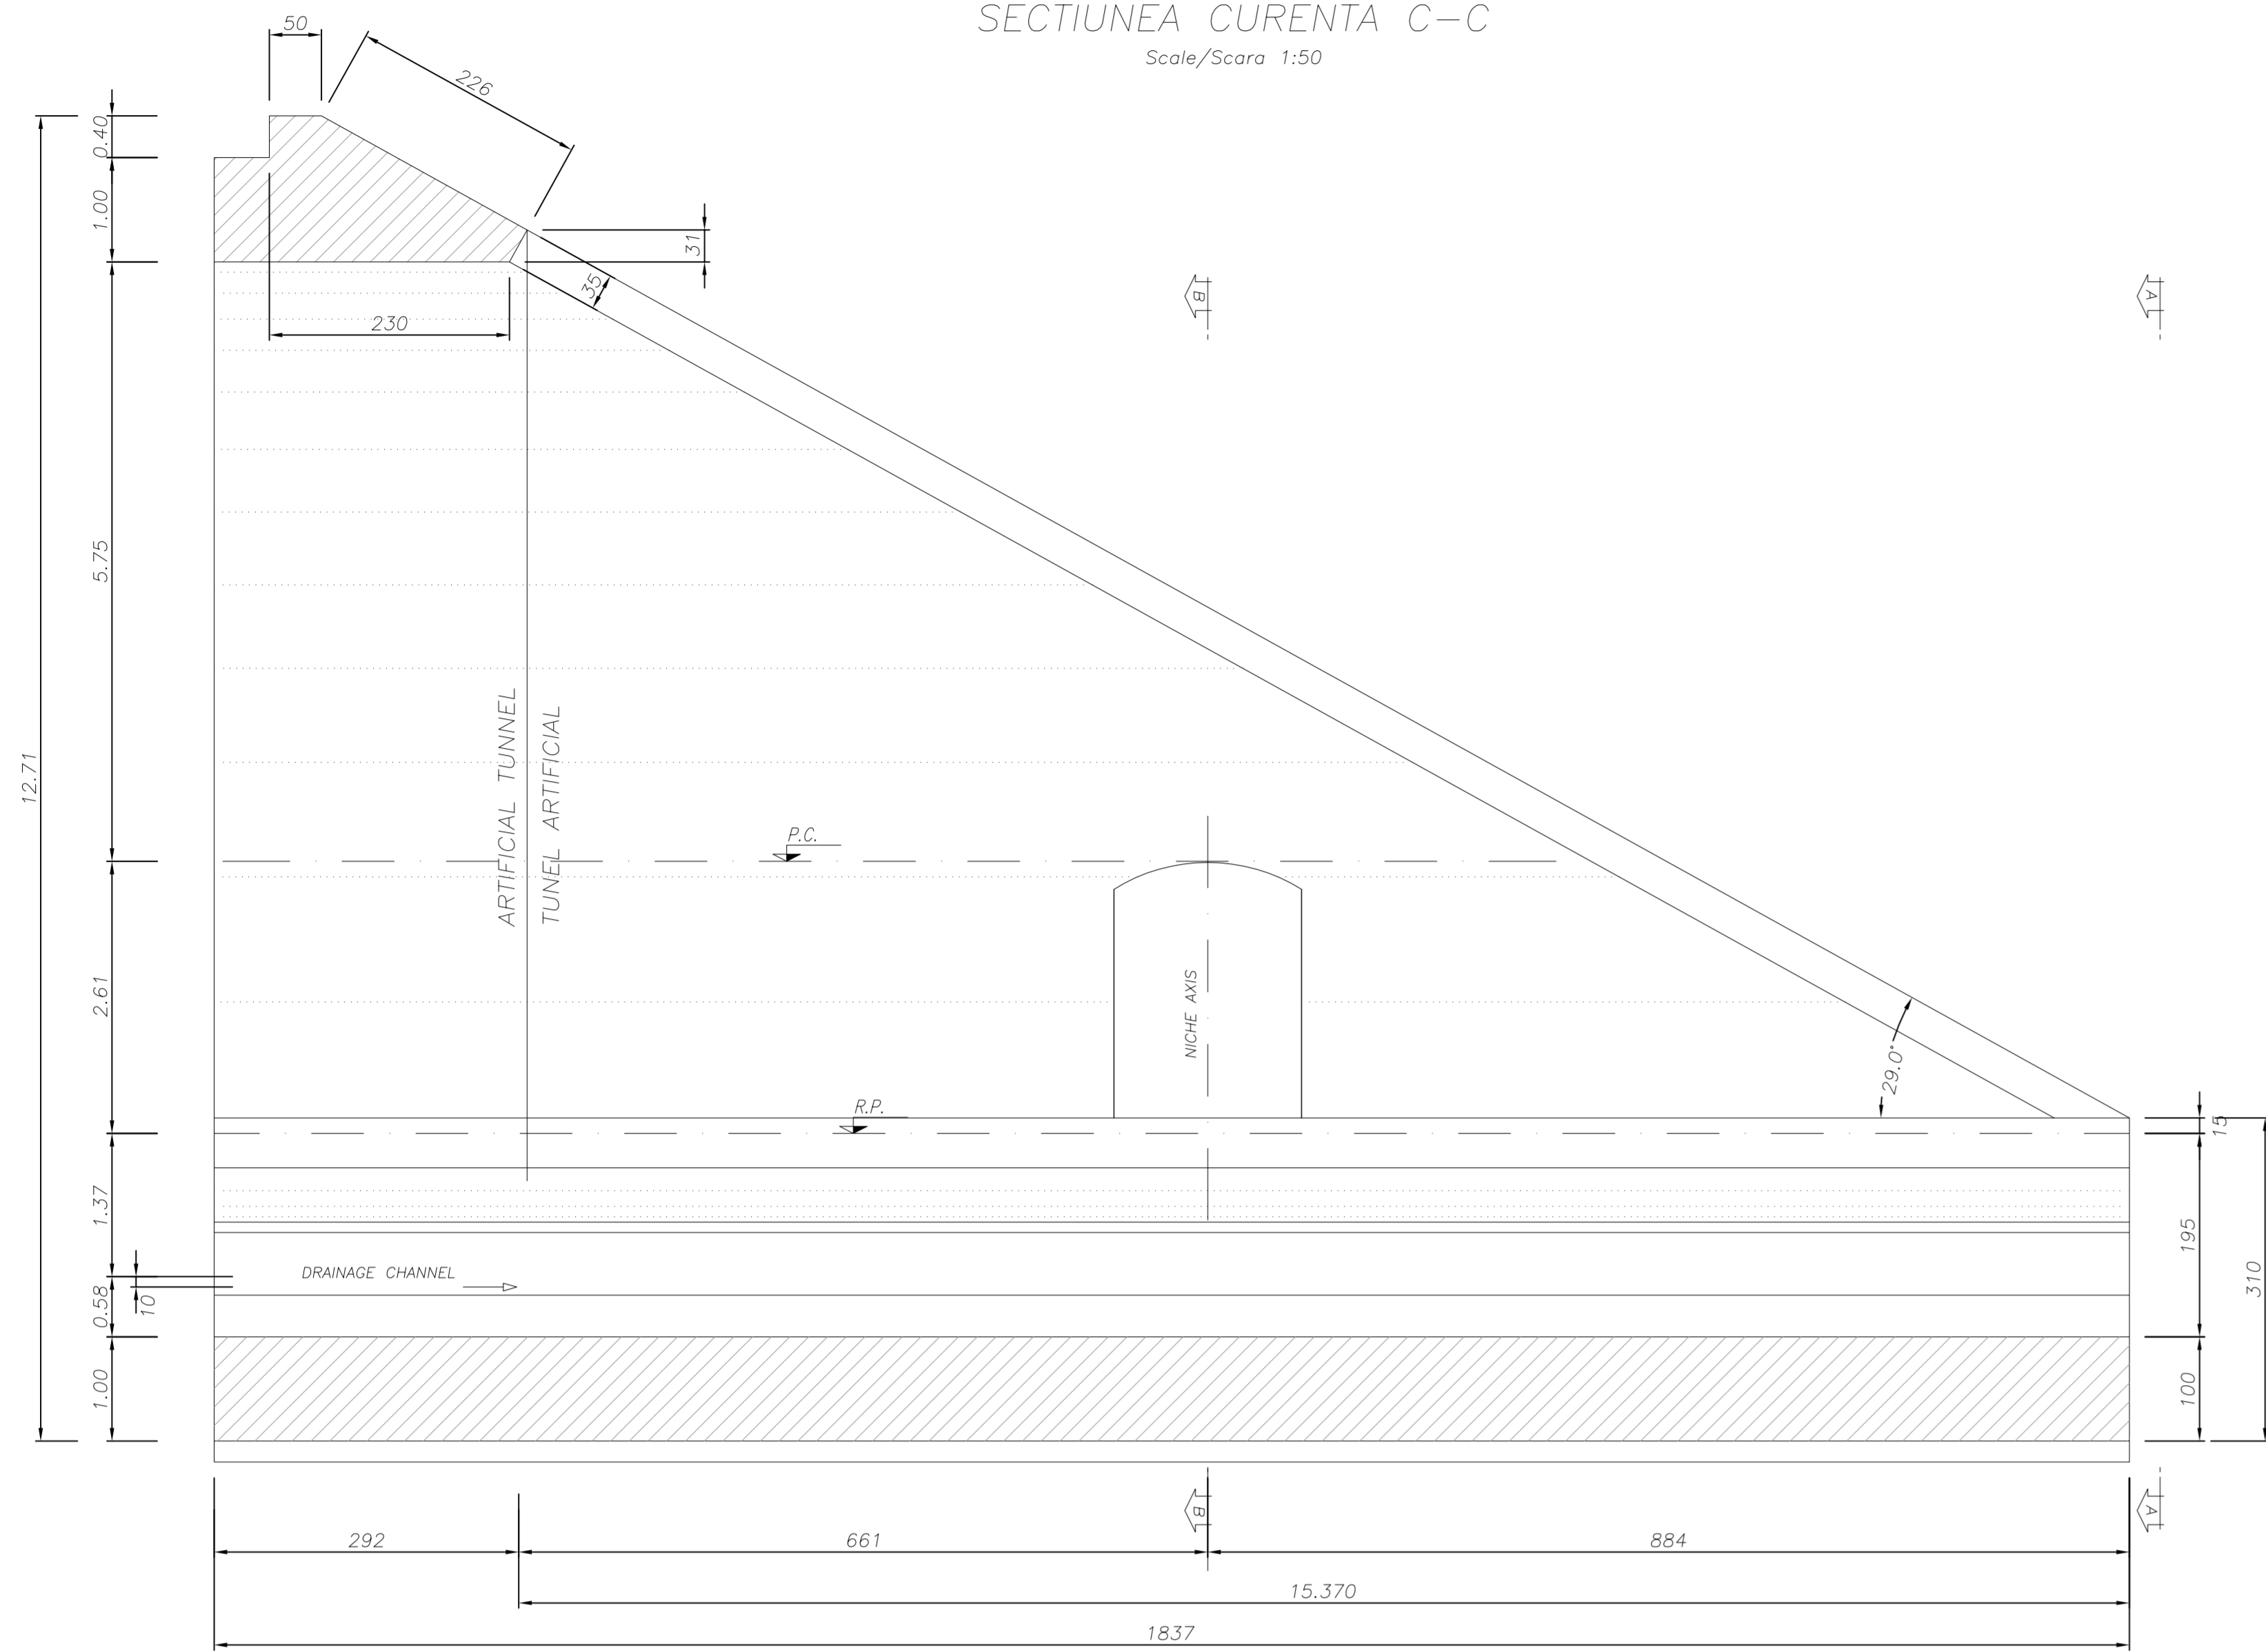 SECTIUNEA CURENTA C-C
Scale/Scara 1:50
50
226
0.40
1.00
31
35
230
B
A
5.75
12.71
ARTIFICIAL TUNNEL
TUNEL ARTIFICIAL
P.C.
2.61
NICHE AXIS
29.0°
R.P.
15
1.37
195
310
DRAINAGE CHANNEL
0.58
10
1.00
100
B
A
292
661
884
15.370
1837